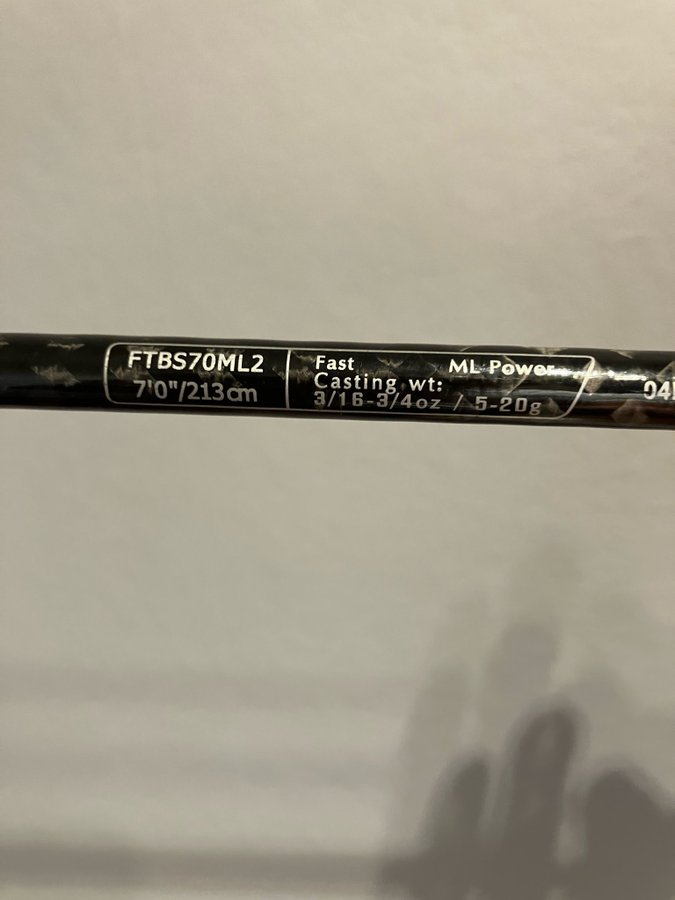 FTBS70ML2
7'0"/213cm
Fast ML Power
Casting wt:
3/16-3/4oz / 5-20g